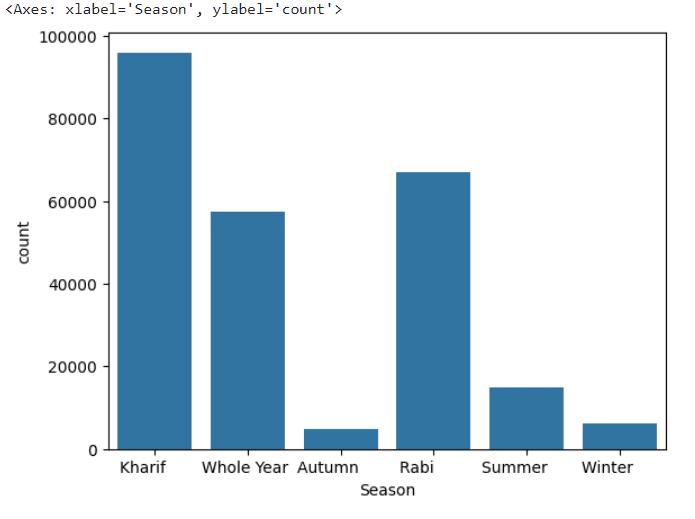 <Axes: xlabel='Season', ylabel='count'>
100000
80000
60000
40000
20000
0
count
Kharif Whole Year Autumn Rabi Summer Winter
Season